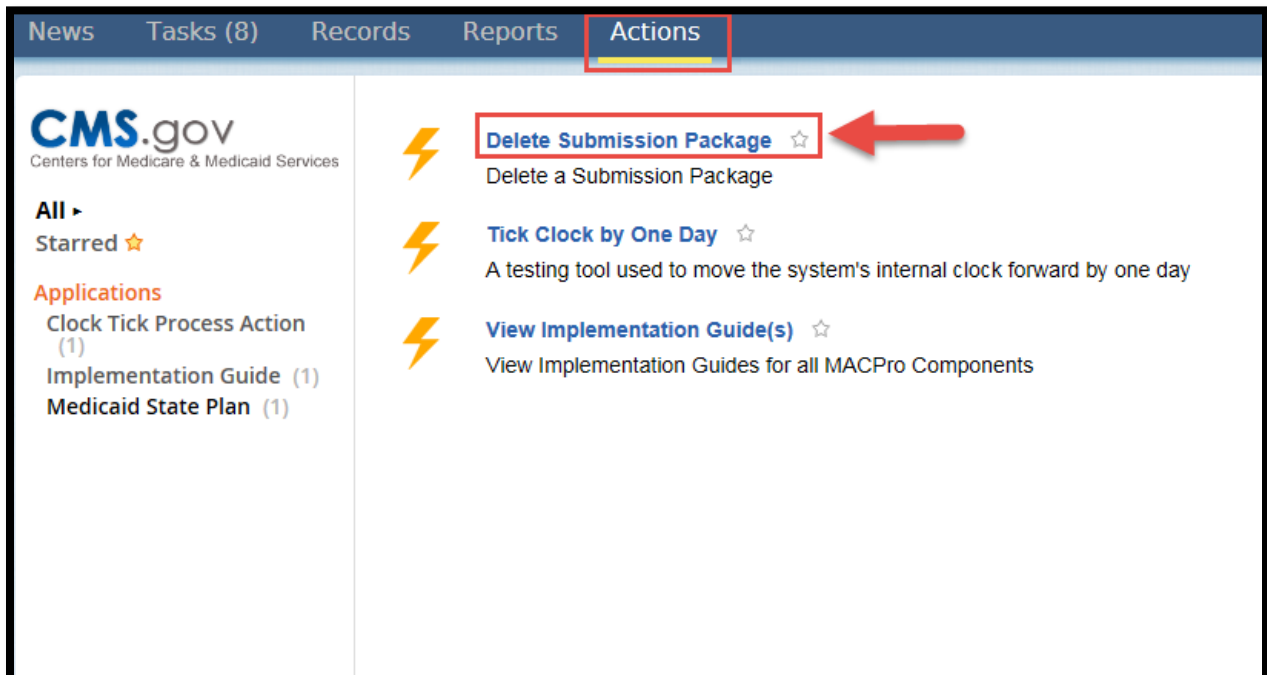 News Tasks (8) Records Reports Actions
CMS.gov
Centers for Medicare & Medicaid Services
All
Starred
Applications
Clock Tick Process Action
(1)
Implementation Guide (1)
Medicaid State Plan (1)
Delete Submission Package
Delete a Submission Package
Tick Clock by One Day
A testing tool used to move the system's internal clock forward by one day
View Implementation Guide(s)
View Implementation Guides for all MACPro Components